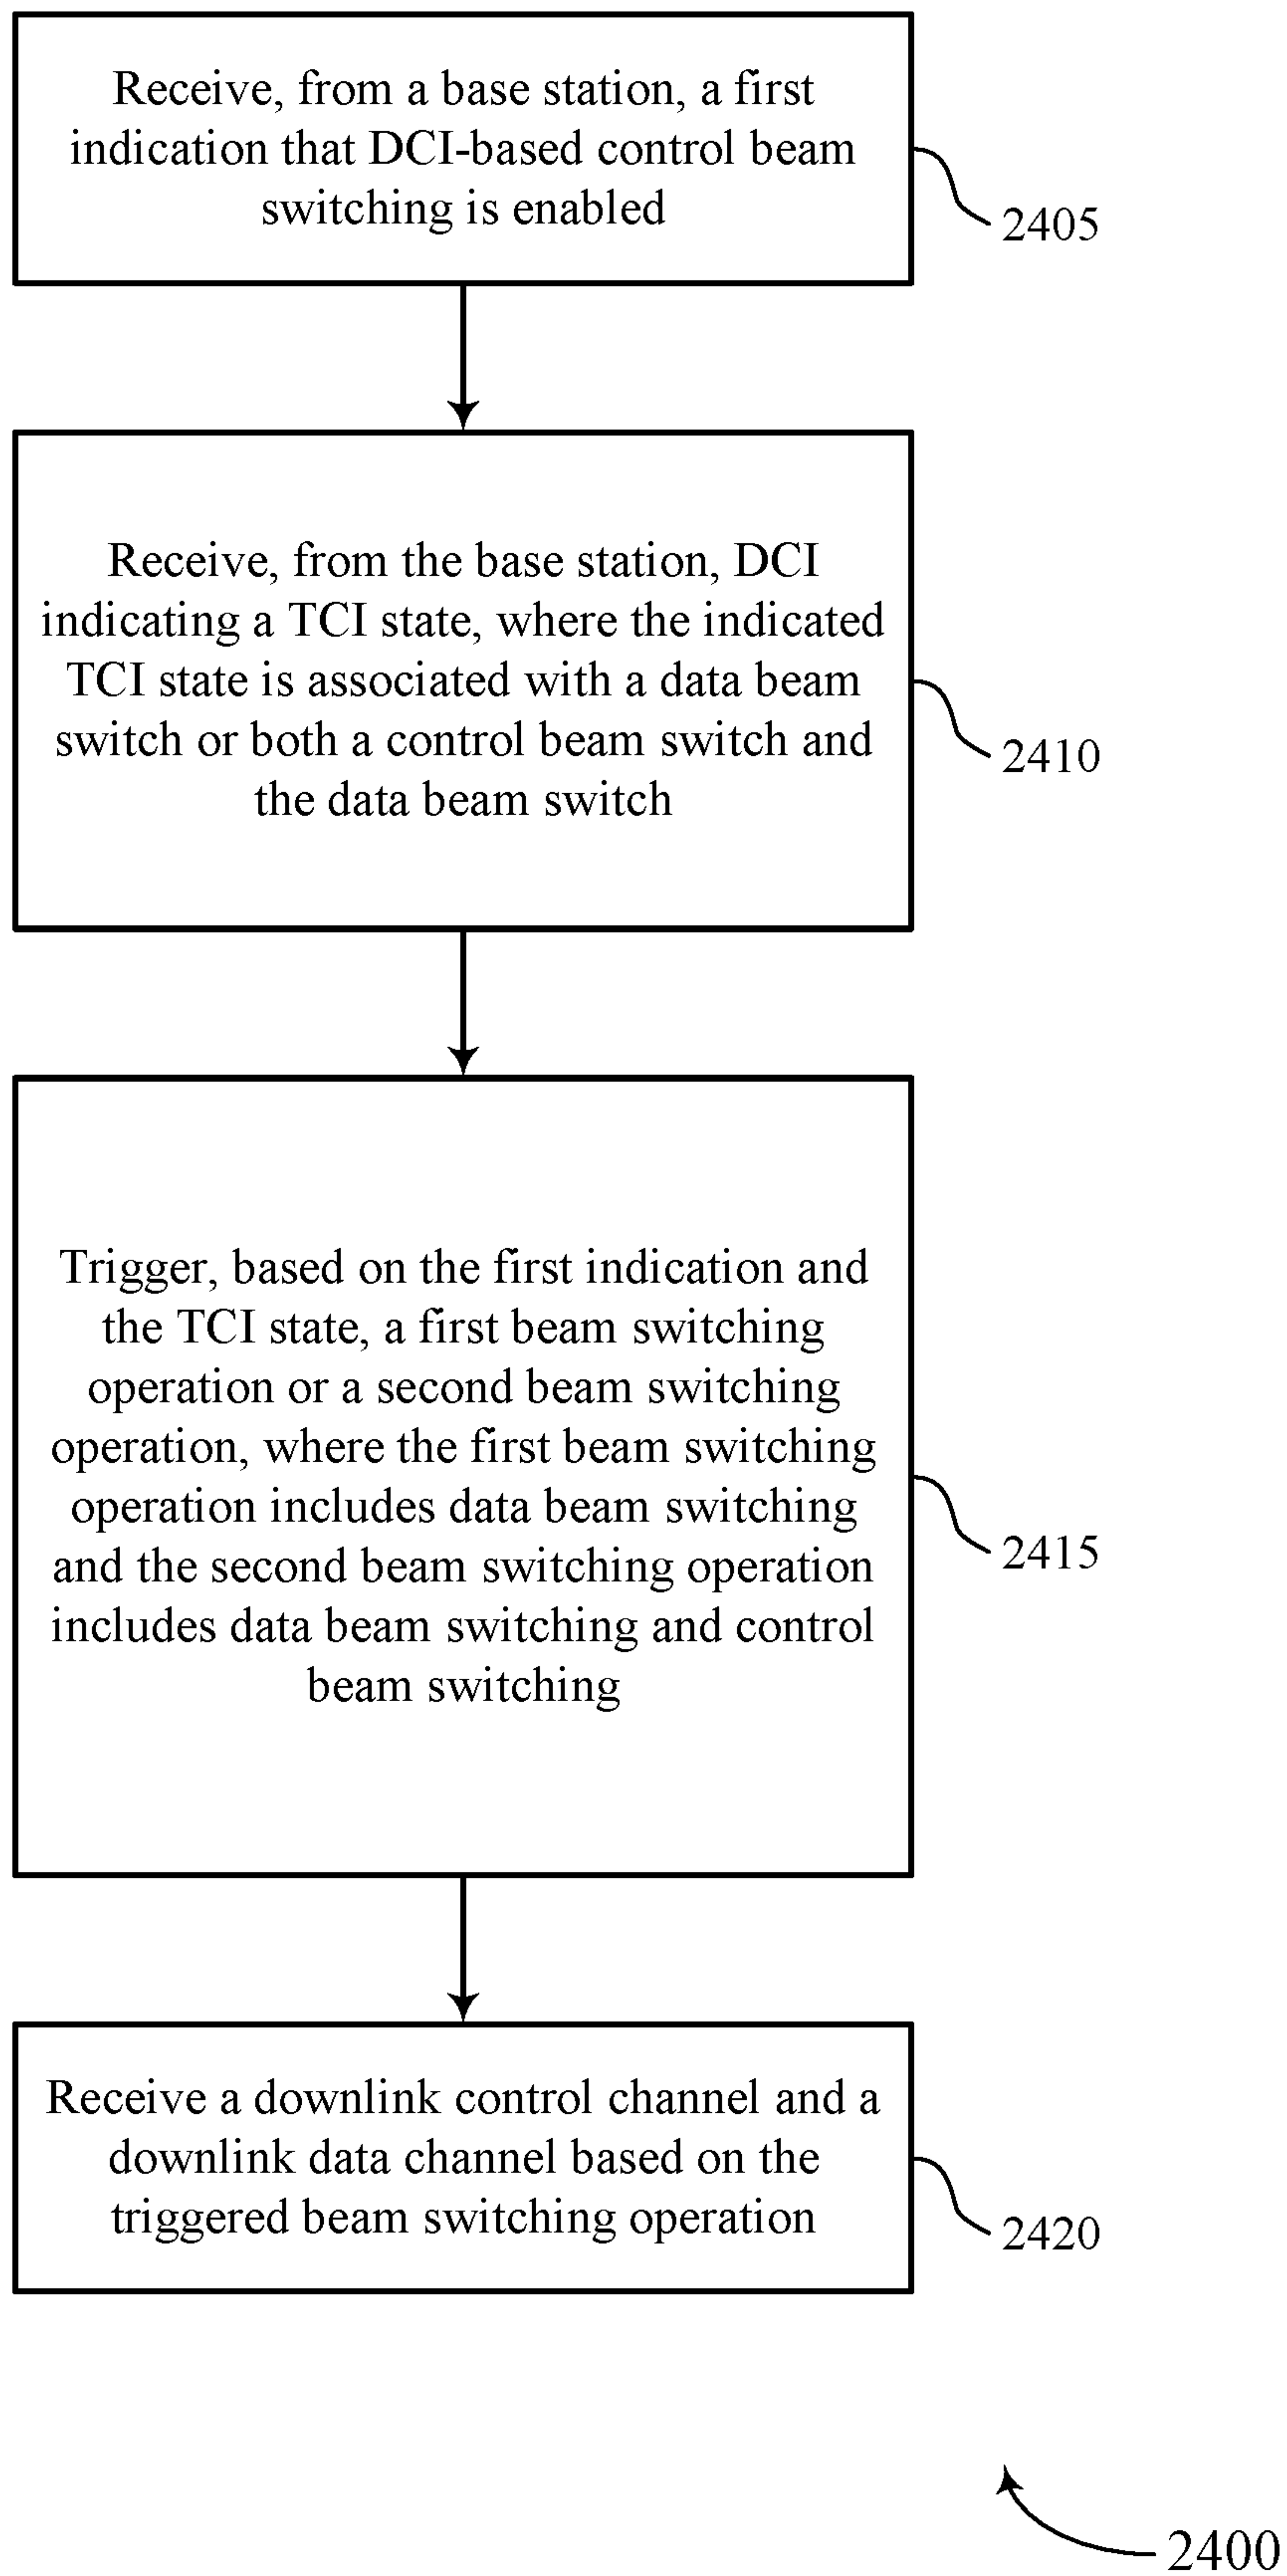 Receive, from a base station, a first
indication that DCI-based control beam
switching is enabled
2405
Receive, from the base station, DCI
indicating a TCI state, where the indicated
TCI state is associated with a data beam
switch or both a control beam switch and
the data beam switch
2410
Trigger, based on the first indication and
the TCI state, a first beam switching
operation or a second beam switching
operation, where the first beam switching
operation includes data beam switching
and the second beam switching operation
includes data beam switching and control
beam switching
2415
Receive a downlink control channel and a
downlink data channel based on the
triggered beam switching operation
2420
2400